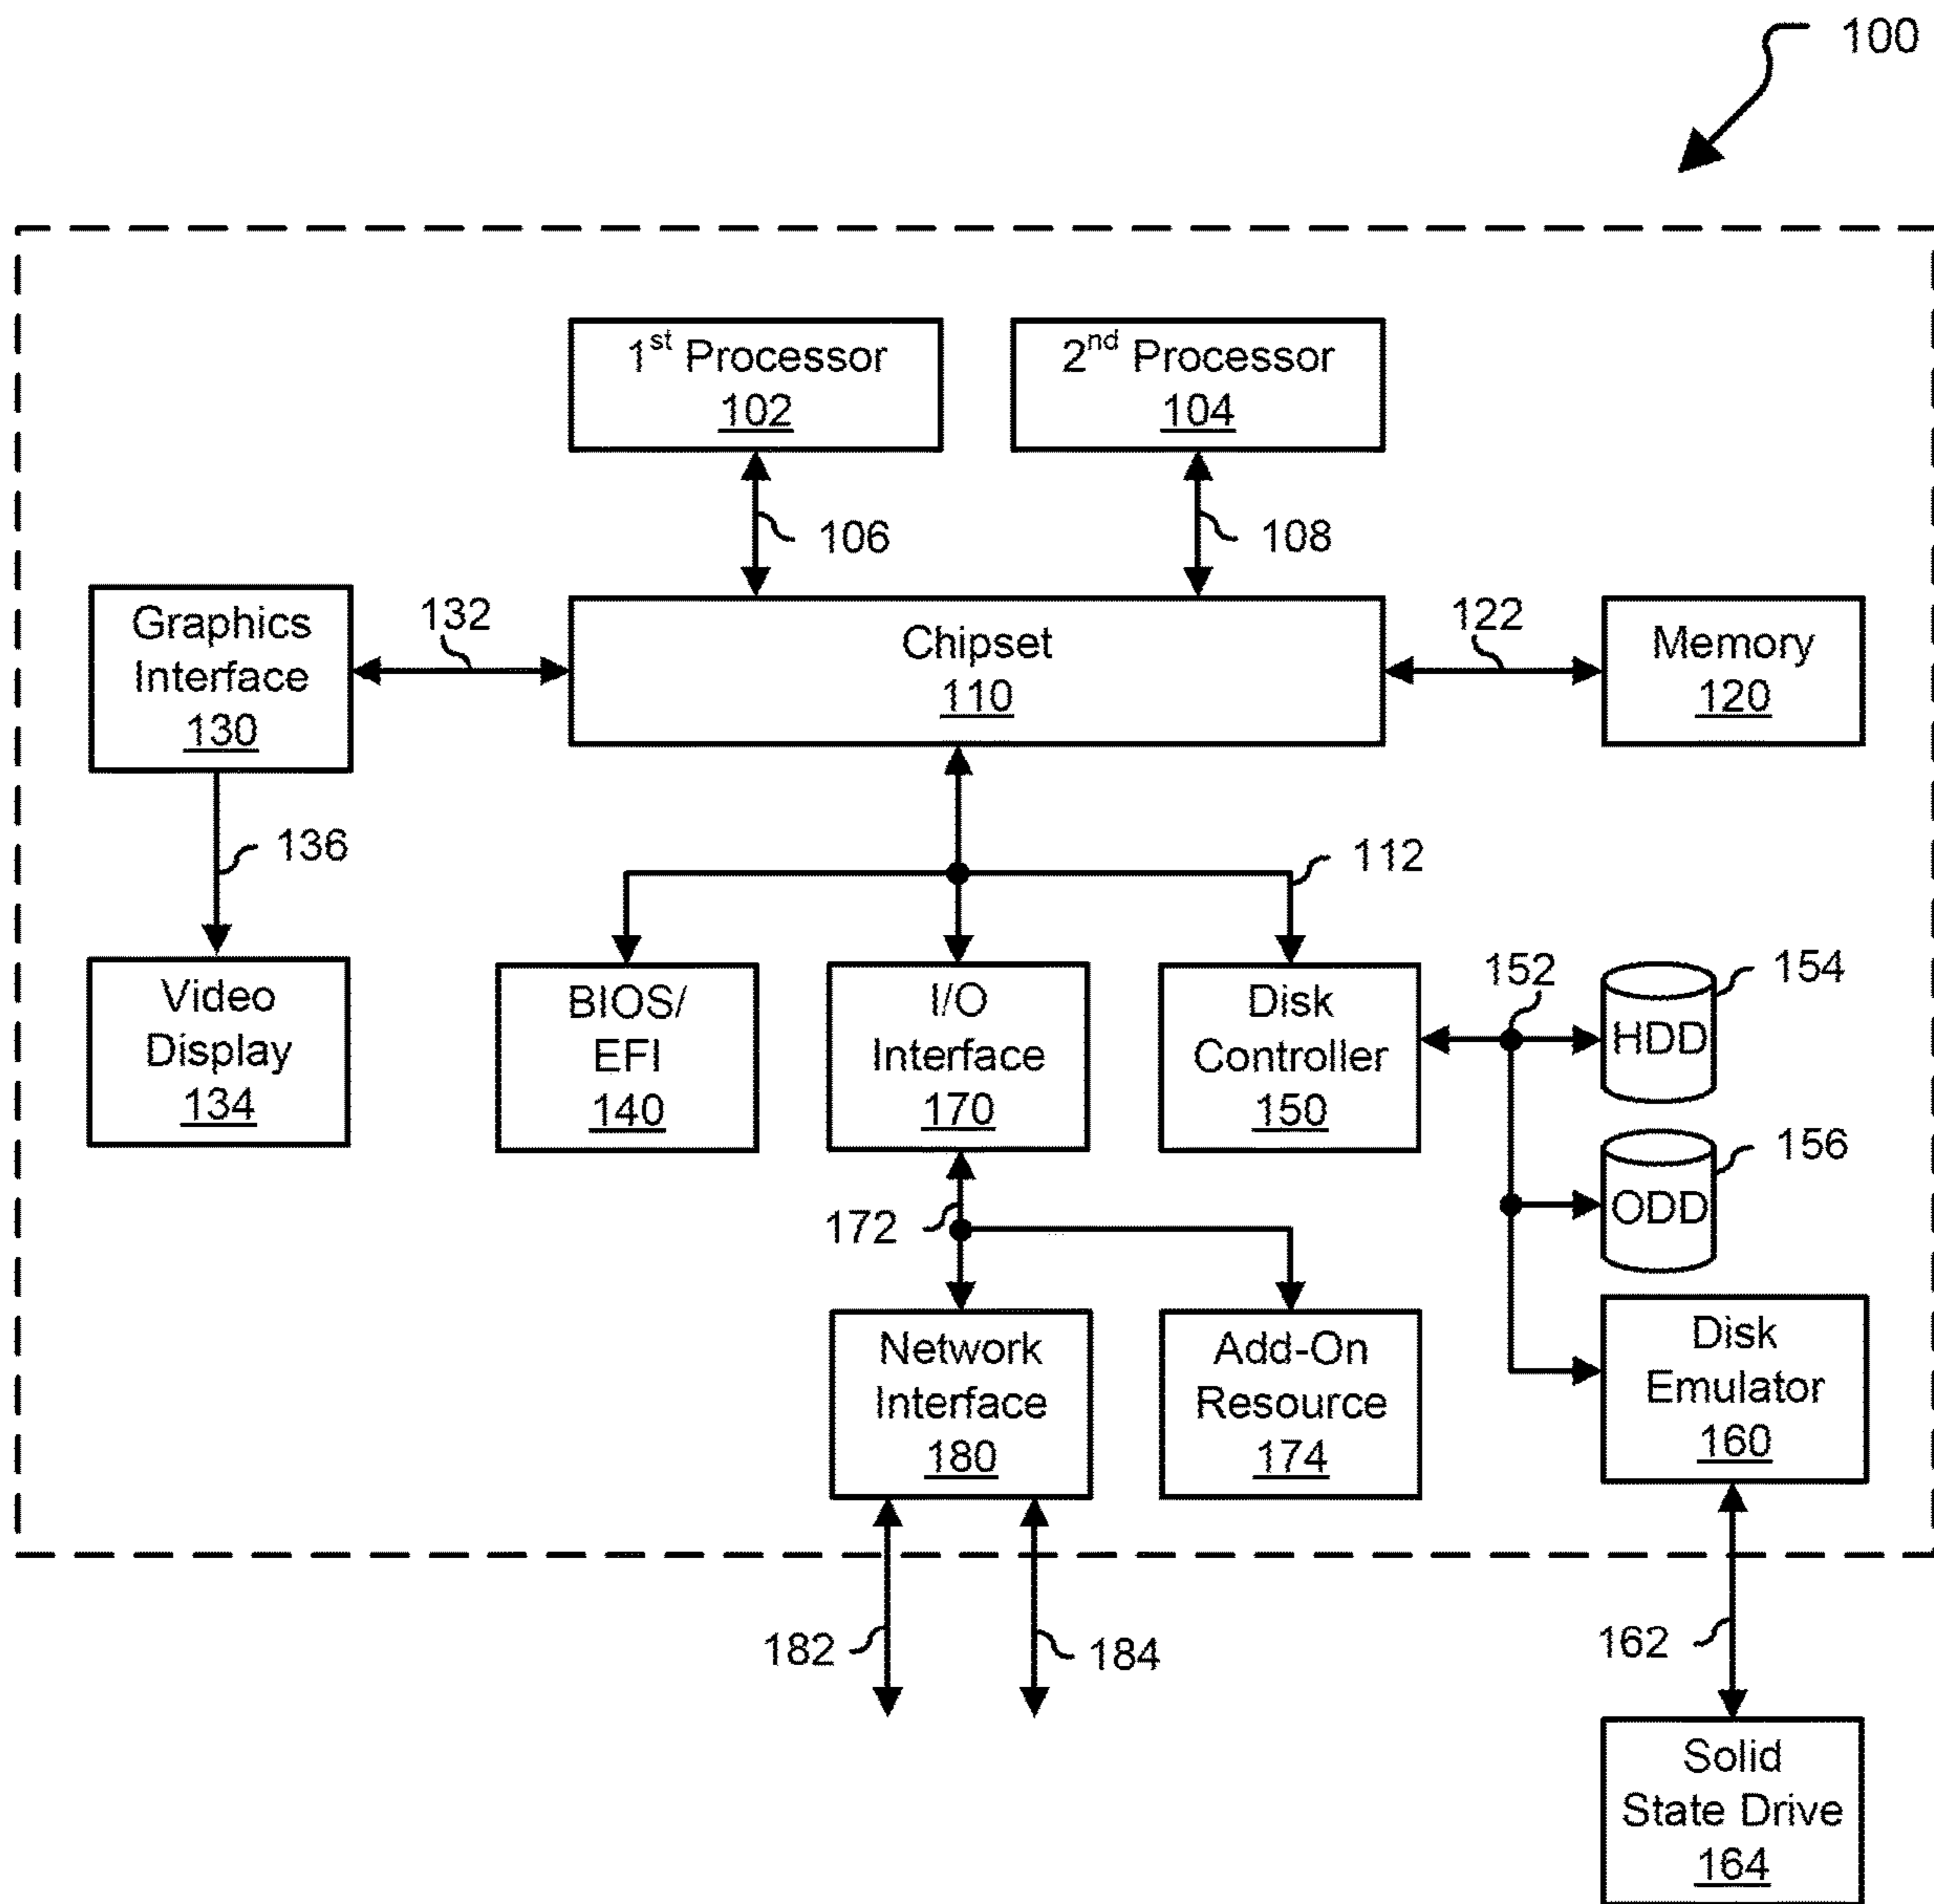 100
1st Processor
102
2nd Processor
104
106
108
Graphics
Interface
130
132
Chipset
110
122
Memory
120
136
112
Video
Display
134
BIOS/
EFI
140
I/O
Interface
170
Disk
Controller
150
152
HDD
154
ODD
156
172
Network
Interface
180
Add-On
Resource
174
Disk
Emulator
160
182
184
162
Solid
State Drive
164